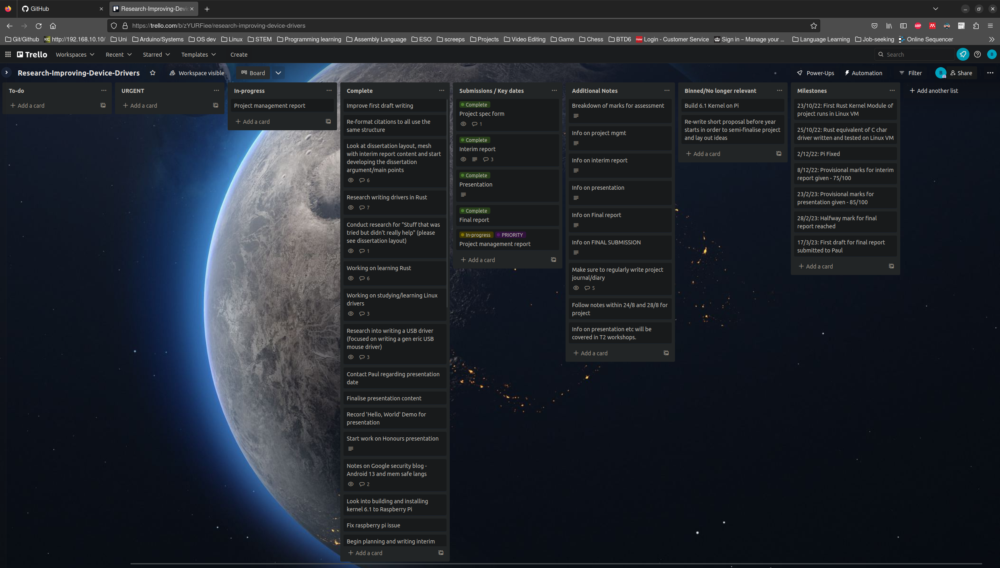 GitHub
Research-Improving-Devic
https://trello.com/b/zYURFiee/research-improving-device-drivers
ABP
Git/Github
KC http://192.168.10.10/
Uni
Arduino/Systems
OS dev
Linux
STEM
Programming learning
Assembly Language
ESO
screeps
Projects
Video Editing
Game
Chess
BTD6
now Login - Customer Service
Sign in – Manage your ...
Language Learning
Job-seeking
Online Sequencer
Trello
Workspaces
Recent
Starred
Templates
Create
Search
B
Research-Improving-Device-Drivers
Workspace visible
Board
Power-Ups
Automation
Filter
B
Share
To-do
+ Add a card
URGENT
+ Add a card
In-progress
Project management report
+ Add a card
Complete
Improve first draft writing
Re-format citations to all use the
same structure
Look at dissertation layout, mesh
with interim report content and start
developing the dissertation
argument/main points
6
Research writing drivers in Rust
7
Conduct research for "Stuff that was
tried but didn't really help" (please
see dissertation layout)
1
Working on learning Rust
6
Working on studying/learning Linux
drivers
3
Research into writing a USB driver
(focused on writing a gen eric USB
mouse driver)
3
Contact Paul regarding presentation
date
Finalise presentation content
Record 'Hello, World' Demo for
presentation
Start work on Honours presentation
Notes on Google security blog -
Android 13 and mem safe langs
2
Look into building and installing
kernel 6.1 to Raspberry Pi
Fix raspberry pi issue
Begin planning and writing interim
+ Add a card
Submissions / Key dates
Complete
Project spec form
1
Complete
Interim report
3
Complete
Presentation
Complete
Final report
In-progress PRIORITY
Project management report
+ Add a card
Additional Notes
Breakdown of marks for assessment
Info on project mgmt
Info on interim report
Info on presentation
Info on Final report
Info on FINAL SUBMISSION
Make sure to regularly write project
journal/diary
5
Follow notes within 24/8 and 28/8 for
project
Info on presentation etc will be
covered in T2 workshops.
+ Add a card
Binned/No longer relevant
Build 6.1 Kernel on Pi
Re-write short proposal before year
starts in order to semi-finalise project
and lay out ideas
+ Add a card
Milestones
23/10/22: First Rust Kernel Module of
project runs in Linux VM
25/10/22: Rust equivalent of C char
driver written and tested on Linux VM
2/12/22: Pi Fixed
8/12/22: Provisional marks for interim
report given - 75/100
23/2/23: Provisional marks for
presentation given - 85/100
28/2/23: Halfway mark for final
report reached
17/3/23: First draft for final report
submitted to Paul
+ Add a card
+ Add another list